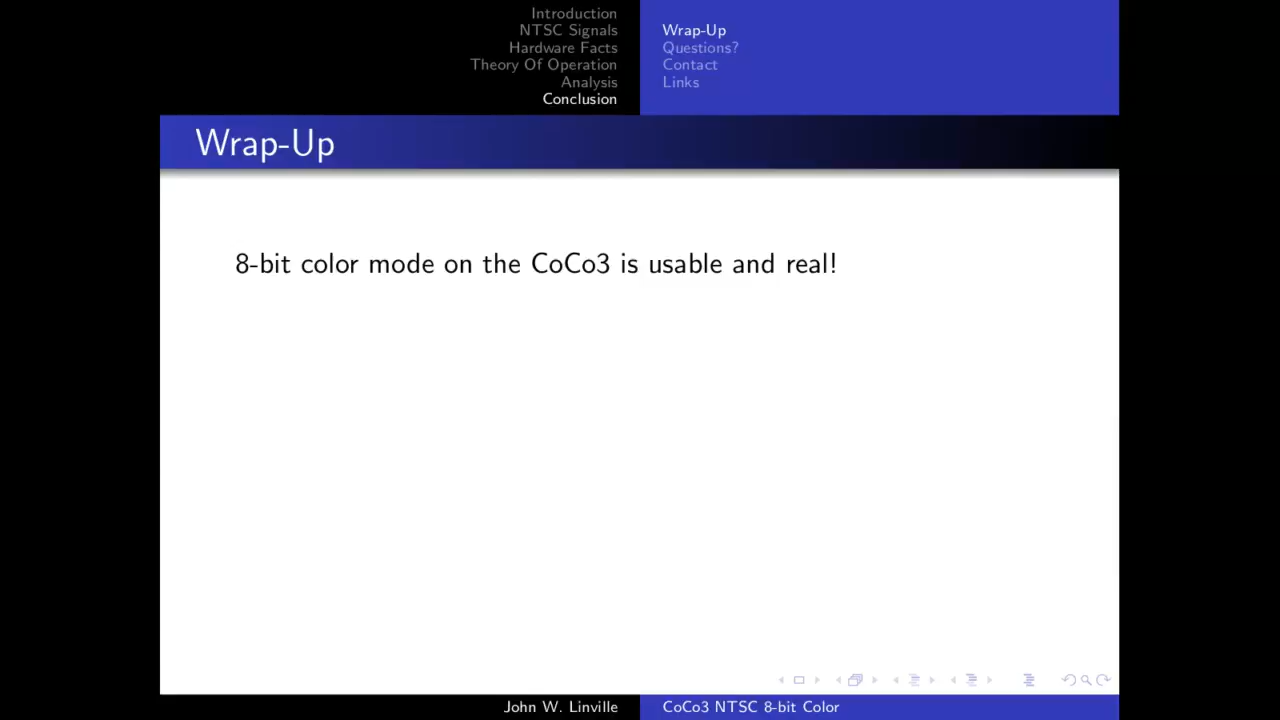 Introduction
NTSC Signals
Hardware Facts
Theory Of Operation
Analysis
Conclusion
Wrap-Up
Questions?
Contact
Links
Wrap-Up
8-bit color mode on the CoCo3 is usable and real!
John W. Linville
CoCo3 NTSC 8-bit Color